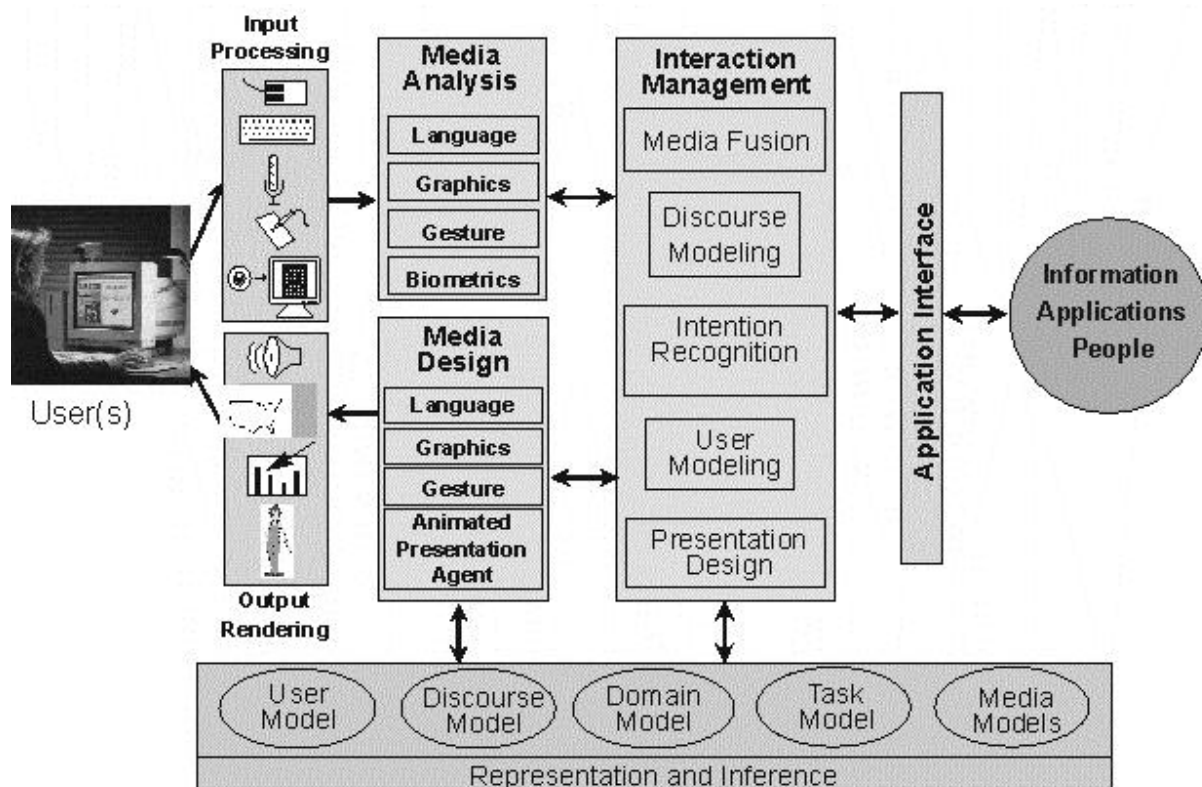 Input
Processing
Media
Analysis
Language
Graphics
Gesture
Biometrics
Interaction
Management
Media Fusion
Discourse
Modeling
Intention
Recognition
User
Modeling
Presentation
Design
Application Interface
Information
Applications
People
User(s)
Media
Design
Language
Graphics
Gesture
Animated
Presentation
Agent
Output
Rendering
User
Model
Discourse
Model
Domain
Model
Task
Model
Media
Models
Representation and Inference